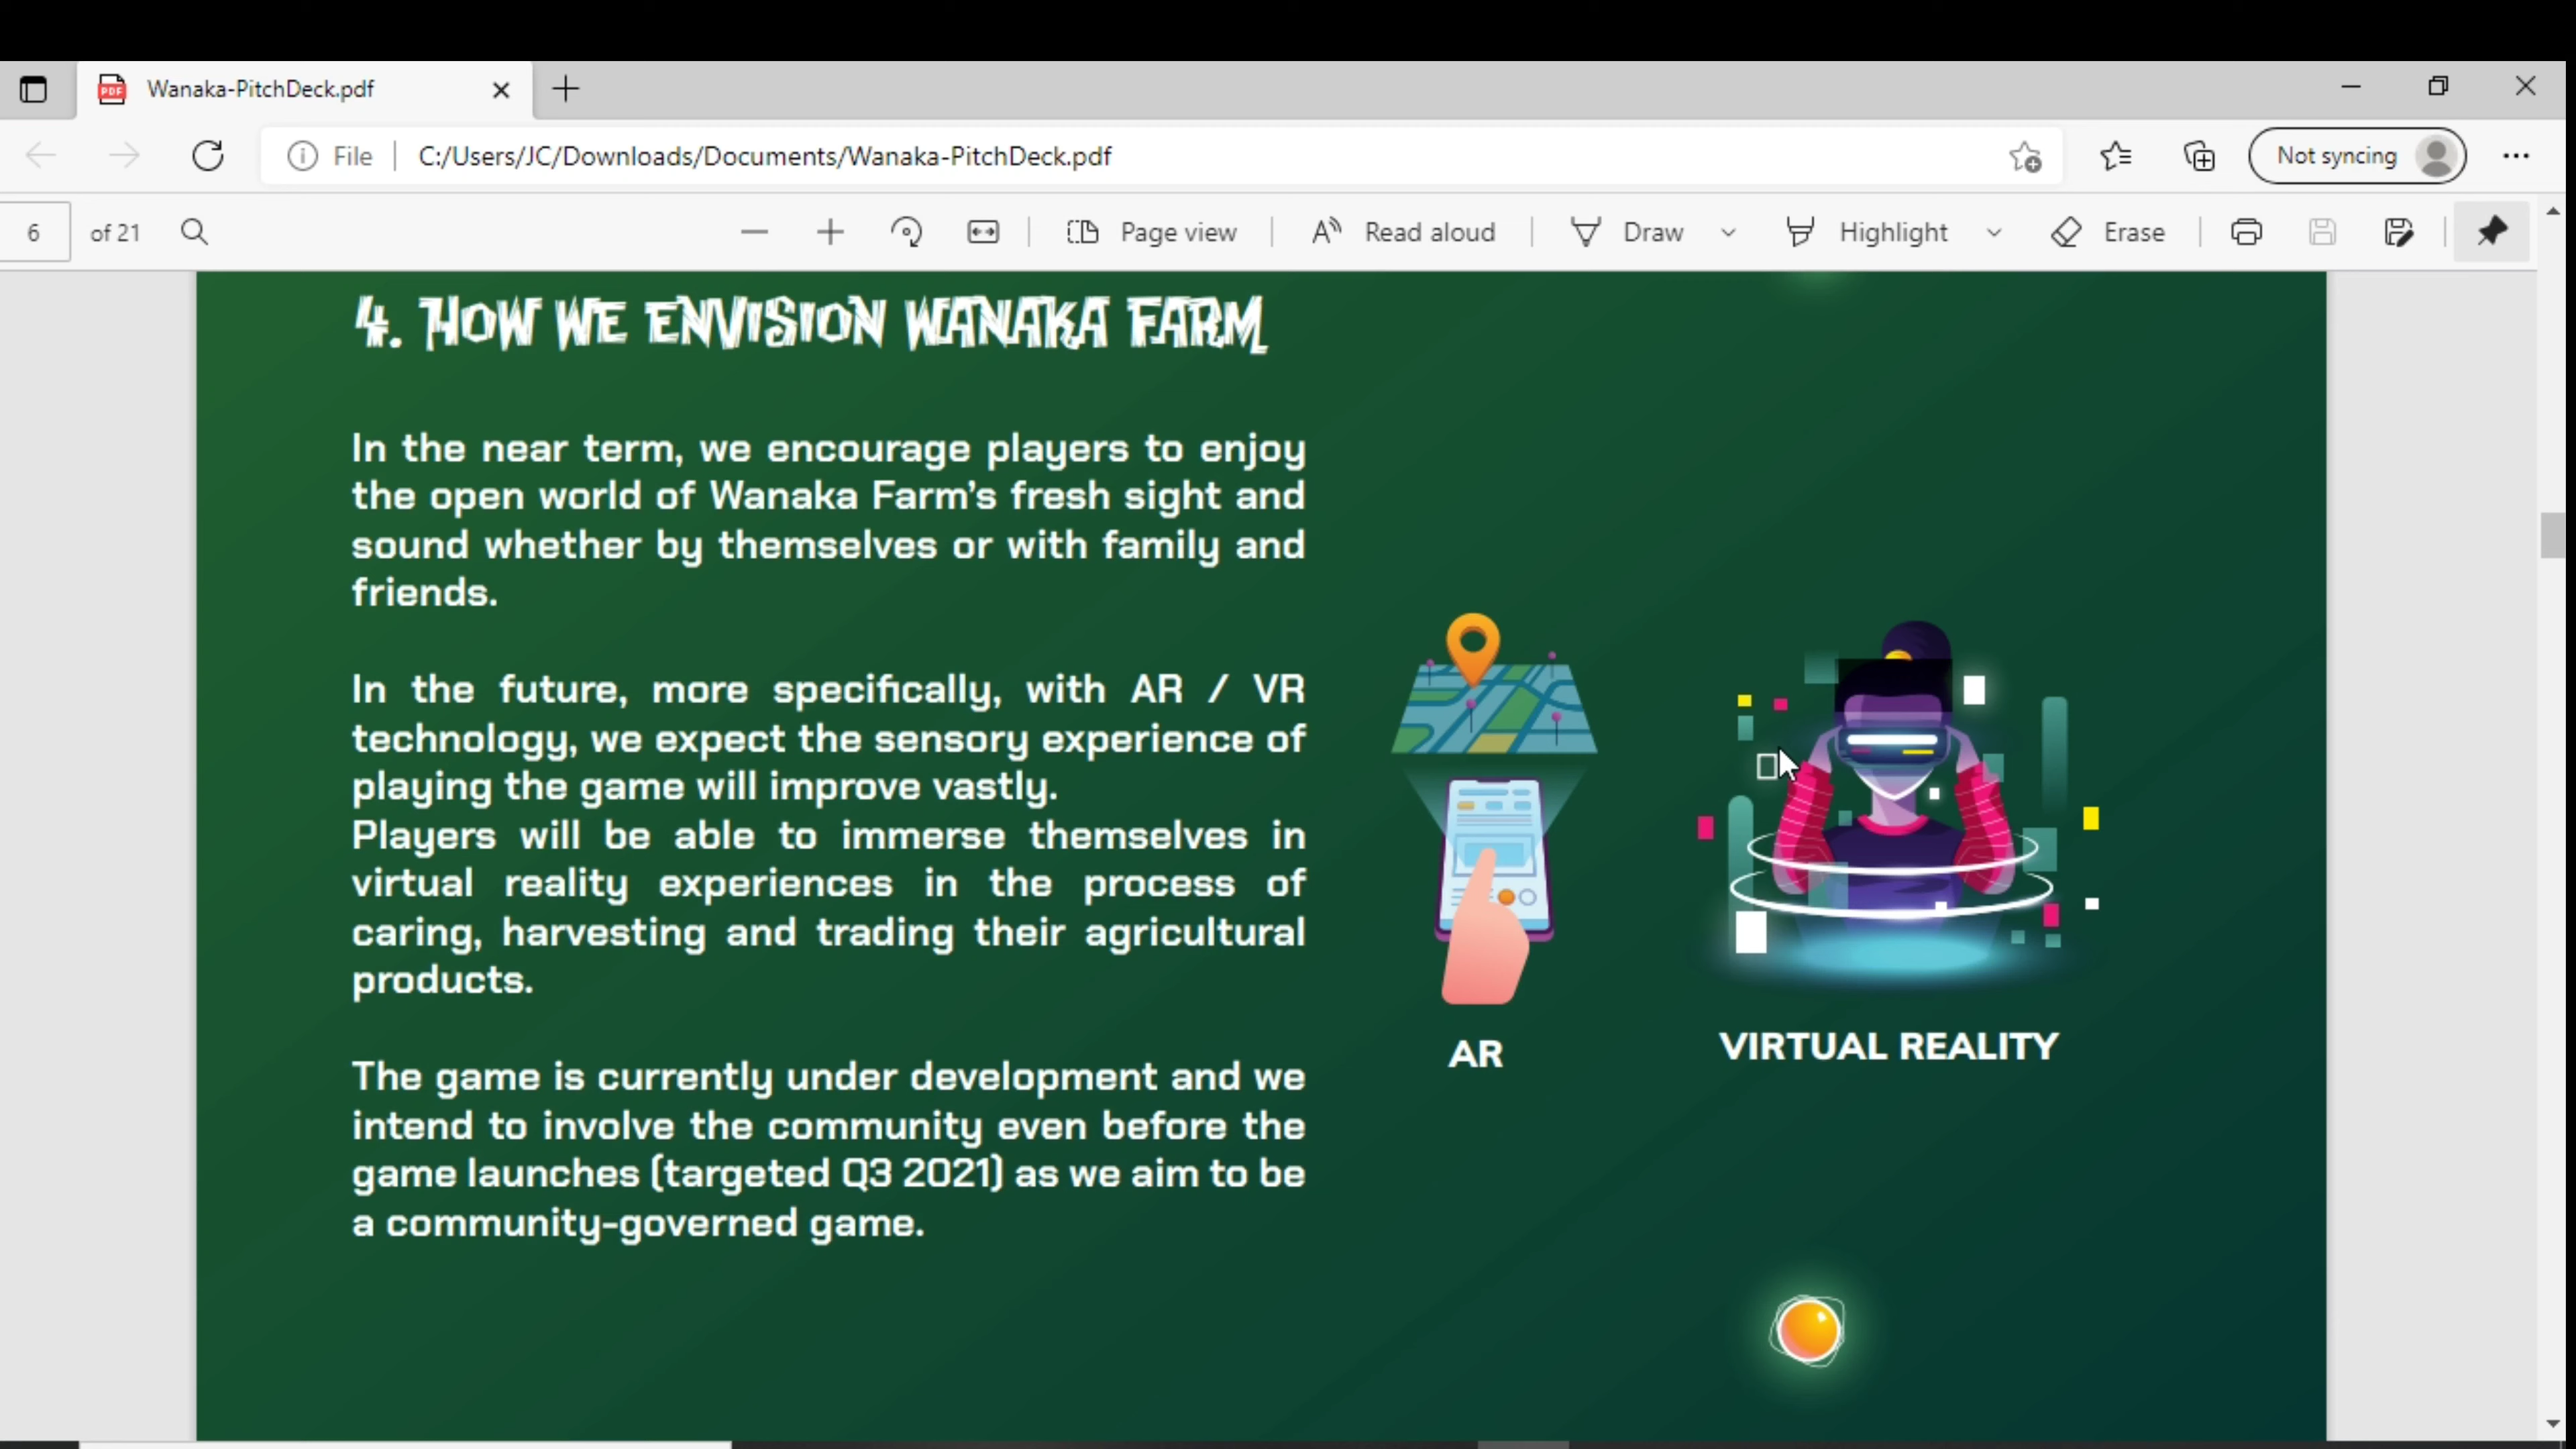 Wanaka-PitchDeck.pdf
File
C:/Users/JC/Downloads/Documents/Wanaka-PitchDeck.pdf
Not syncing
6 of 21
Page view
Read aloud
Draw
Highlight
Erase
4. HOW WE ENVISION WANAKA FARM
In the near term, we encourage players to enjoy
the open world of Wanaka Farm's fresh sight and
sound whether by themselves or with family and
friends.
In the future, more specifically, with AR / VR
technology, we expect the sensory experience of
playing the game will improve vastly.
Players will be able to immerse themselves in
virtual reality experiences in the process of
caring, harvesting and trading their agricultural
products.
The game is currently under development and we
intend to involve the community even before the
game launches (targeted Q3 2021) as we aim to be
a community-governed game.
AR
VIRTUAL REALITY